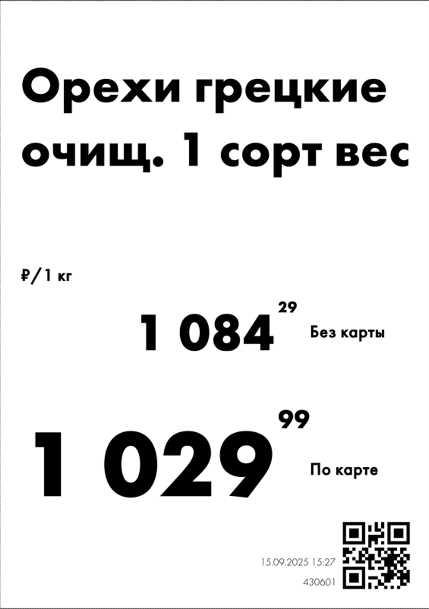 Орехи грецкие
очищ. 1 сорт вес
₽/1 кг
1 084 29 Без карты
1 029 99 По карте
15.09.2025 15:27
430601